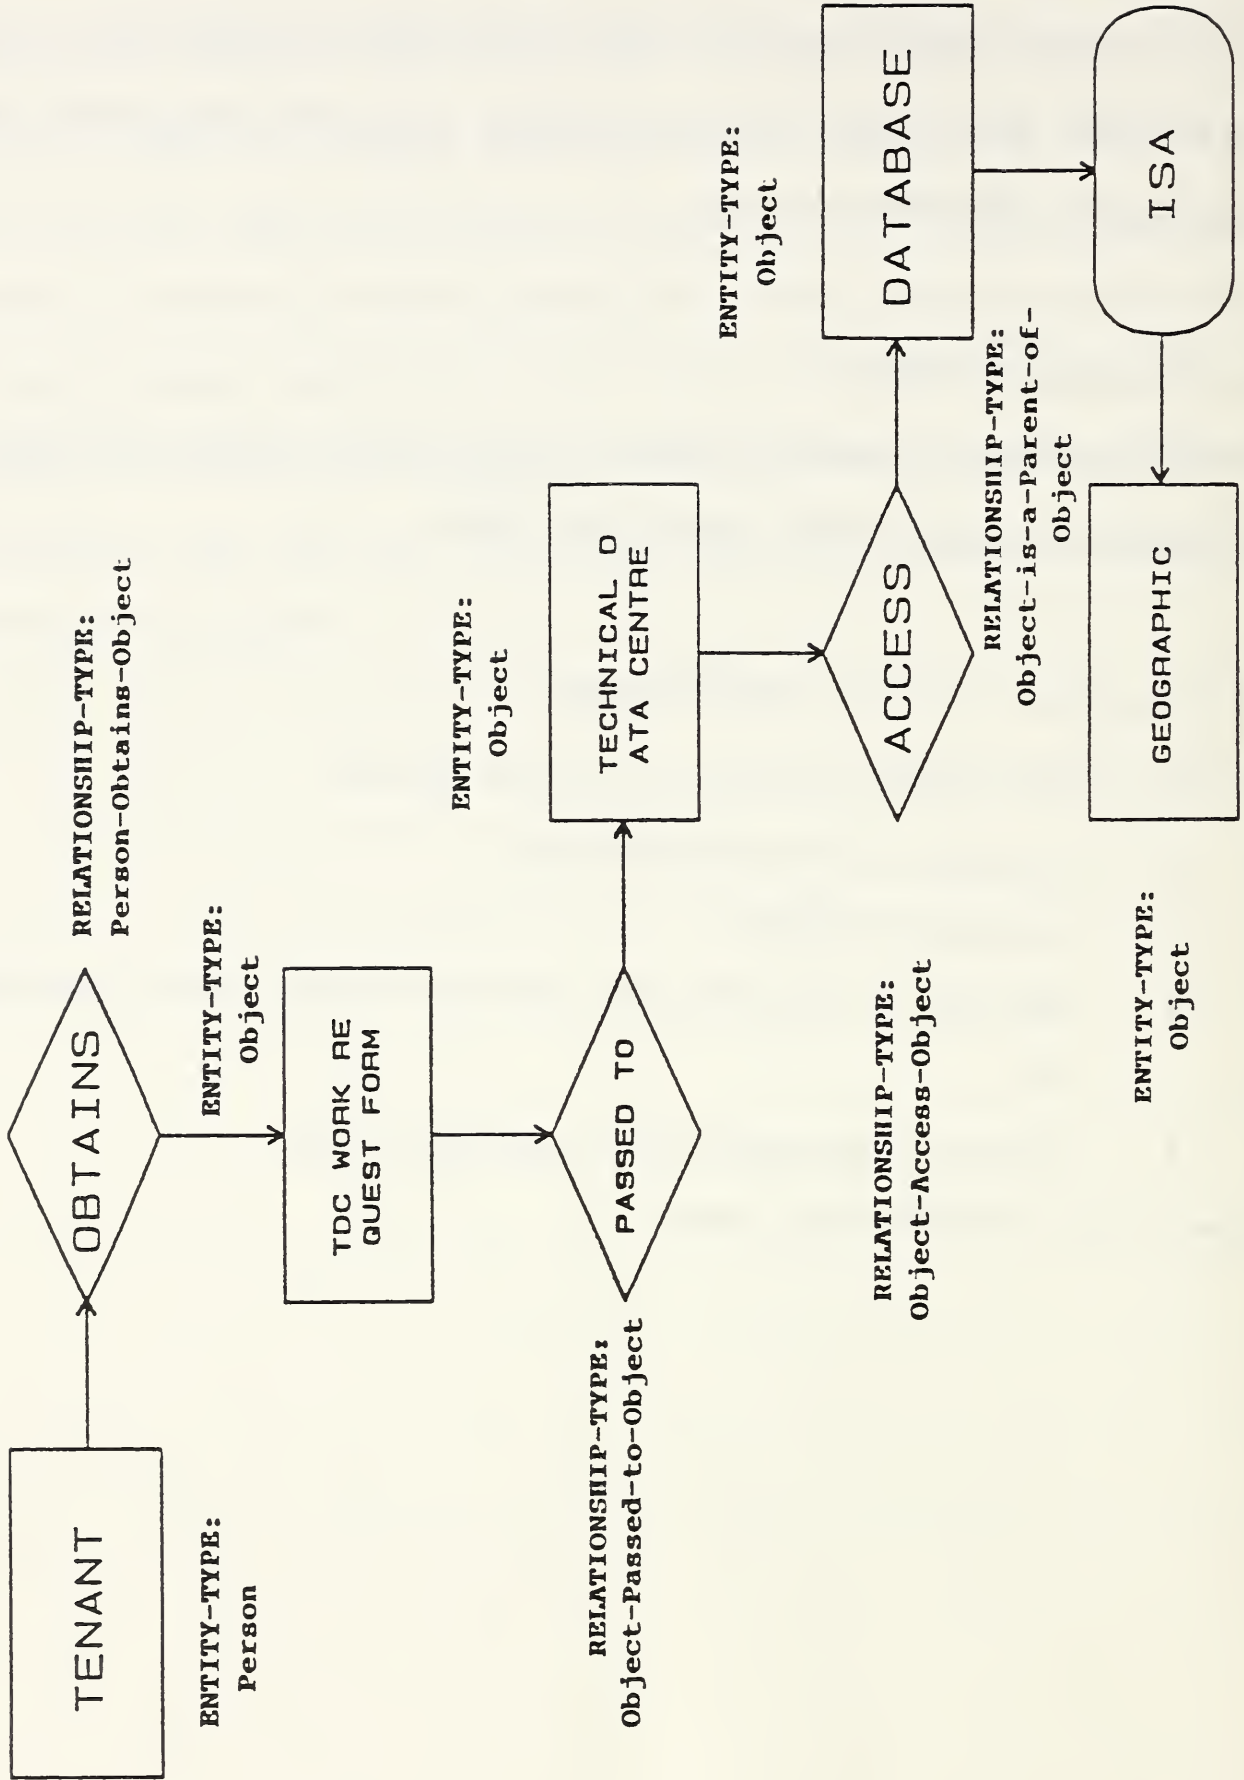 TENANT
ENTITY-TYPE:
Person
OBTAINS
RELATIONSHIP-TYPE:
Person-Obtains-Object
ENTITY-TYPE:
Object
TDC WORK RE
QUEST FORM
PASSED TO
RELATIONSHIP-TYPE:
Object-Passed-to-Object
ENTITY-TYPE:
Object
TECHNICAL D
ATA CENTRE
ACCESS
RELATIONSHIP-TYPE:
Object-Access-Object
ENTITY-TYPE:
Object
DATABASE
RELATIONSHIP-TYPE:
Object-is-a-Parent-of-
Object
ISA
GEOGRAPHIC
ENTITY-TYPE:
Object